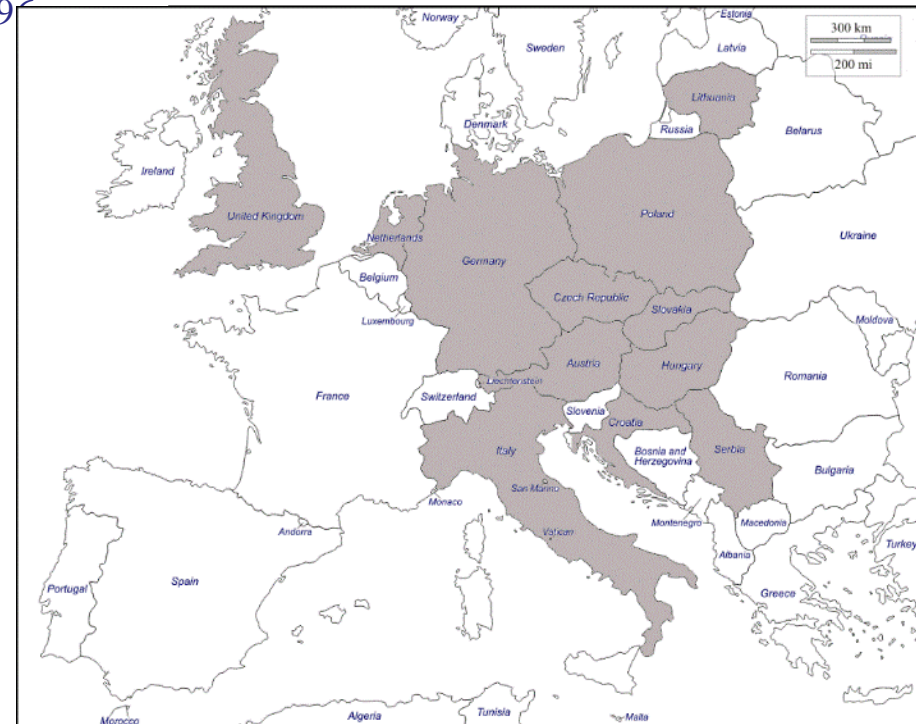 Norway
Estonia
300 km
Sweden
Latvia
200 mi
Lithuania
Denmark
Russia
Belarus
Ireland
United Kingdom
Poland
Netherlands
Ukraine
Germany
Belgium
Czech Republic
Slovakia
Luxembourg
Moldova
Austria
Hungary
Romania
Liechtenstein
France
Switzerland
Slovenia
Croatia
Italy
Bosnia and
Herzegovina
Serbia
Bulgaria
San Marino
Monaco
Montenegro
Macedonia
Andorra
Vatican
Albania
Turkey
Portugal
Spain
Greece
Algeria
Tunisia
Malta
Morocco